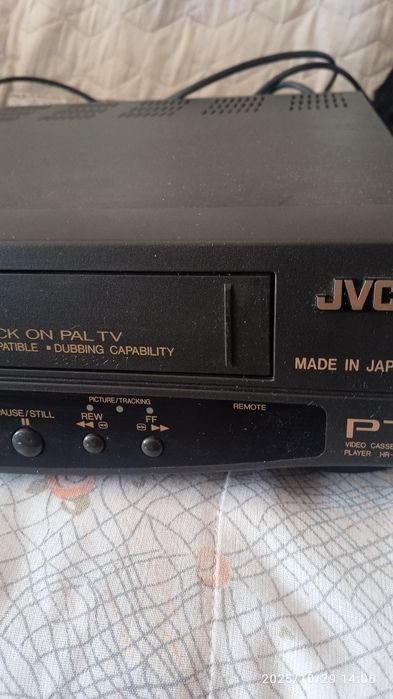 JVC
CK ON PAL TV
PATIBLE ▪ DUBBING CAPABILITY
MADE IN JAP
PICTURE/TRACKING
PAUSE/STILL
REW
FF
REMOTE
PT
VIDEO CASSE
PLAYER HR-
2025/10/29 14:06